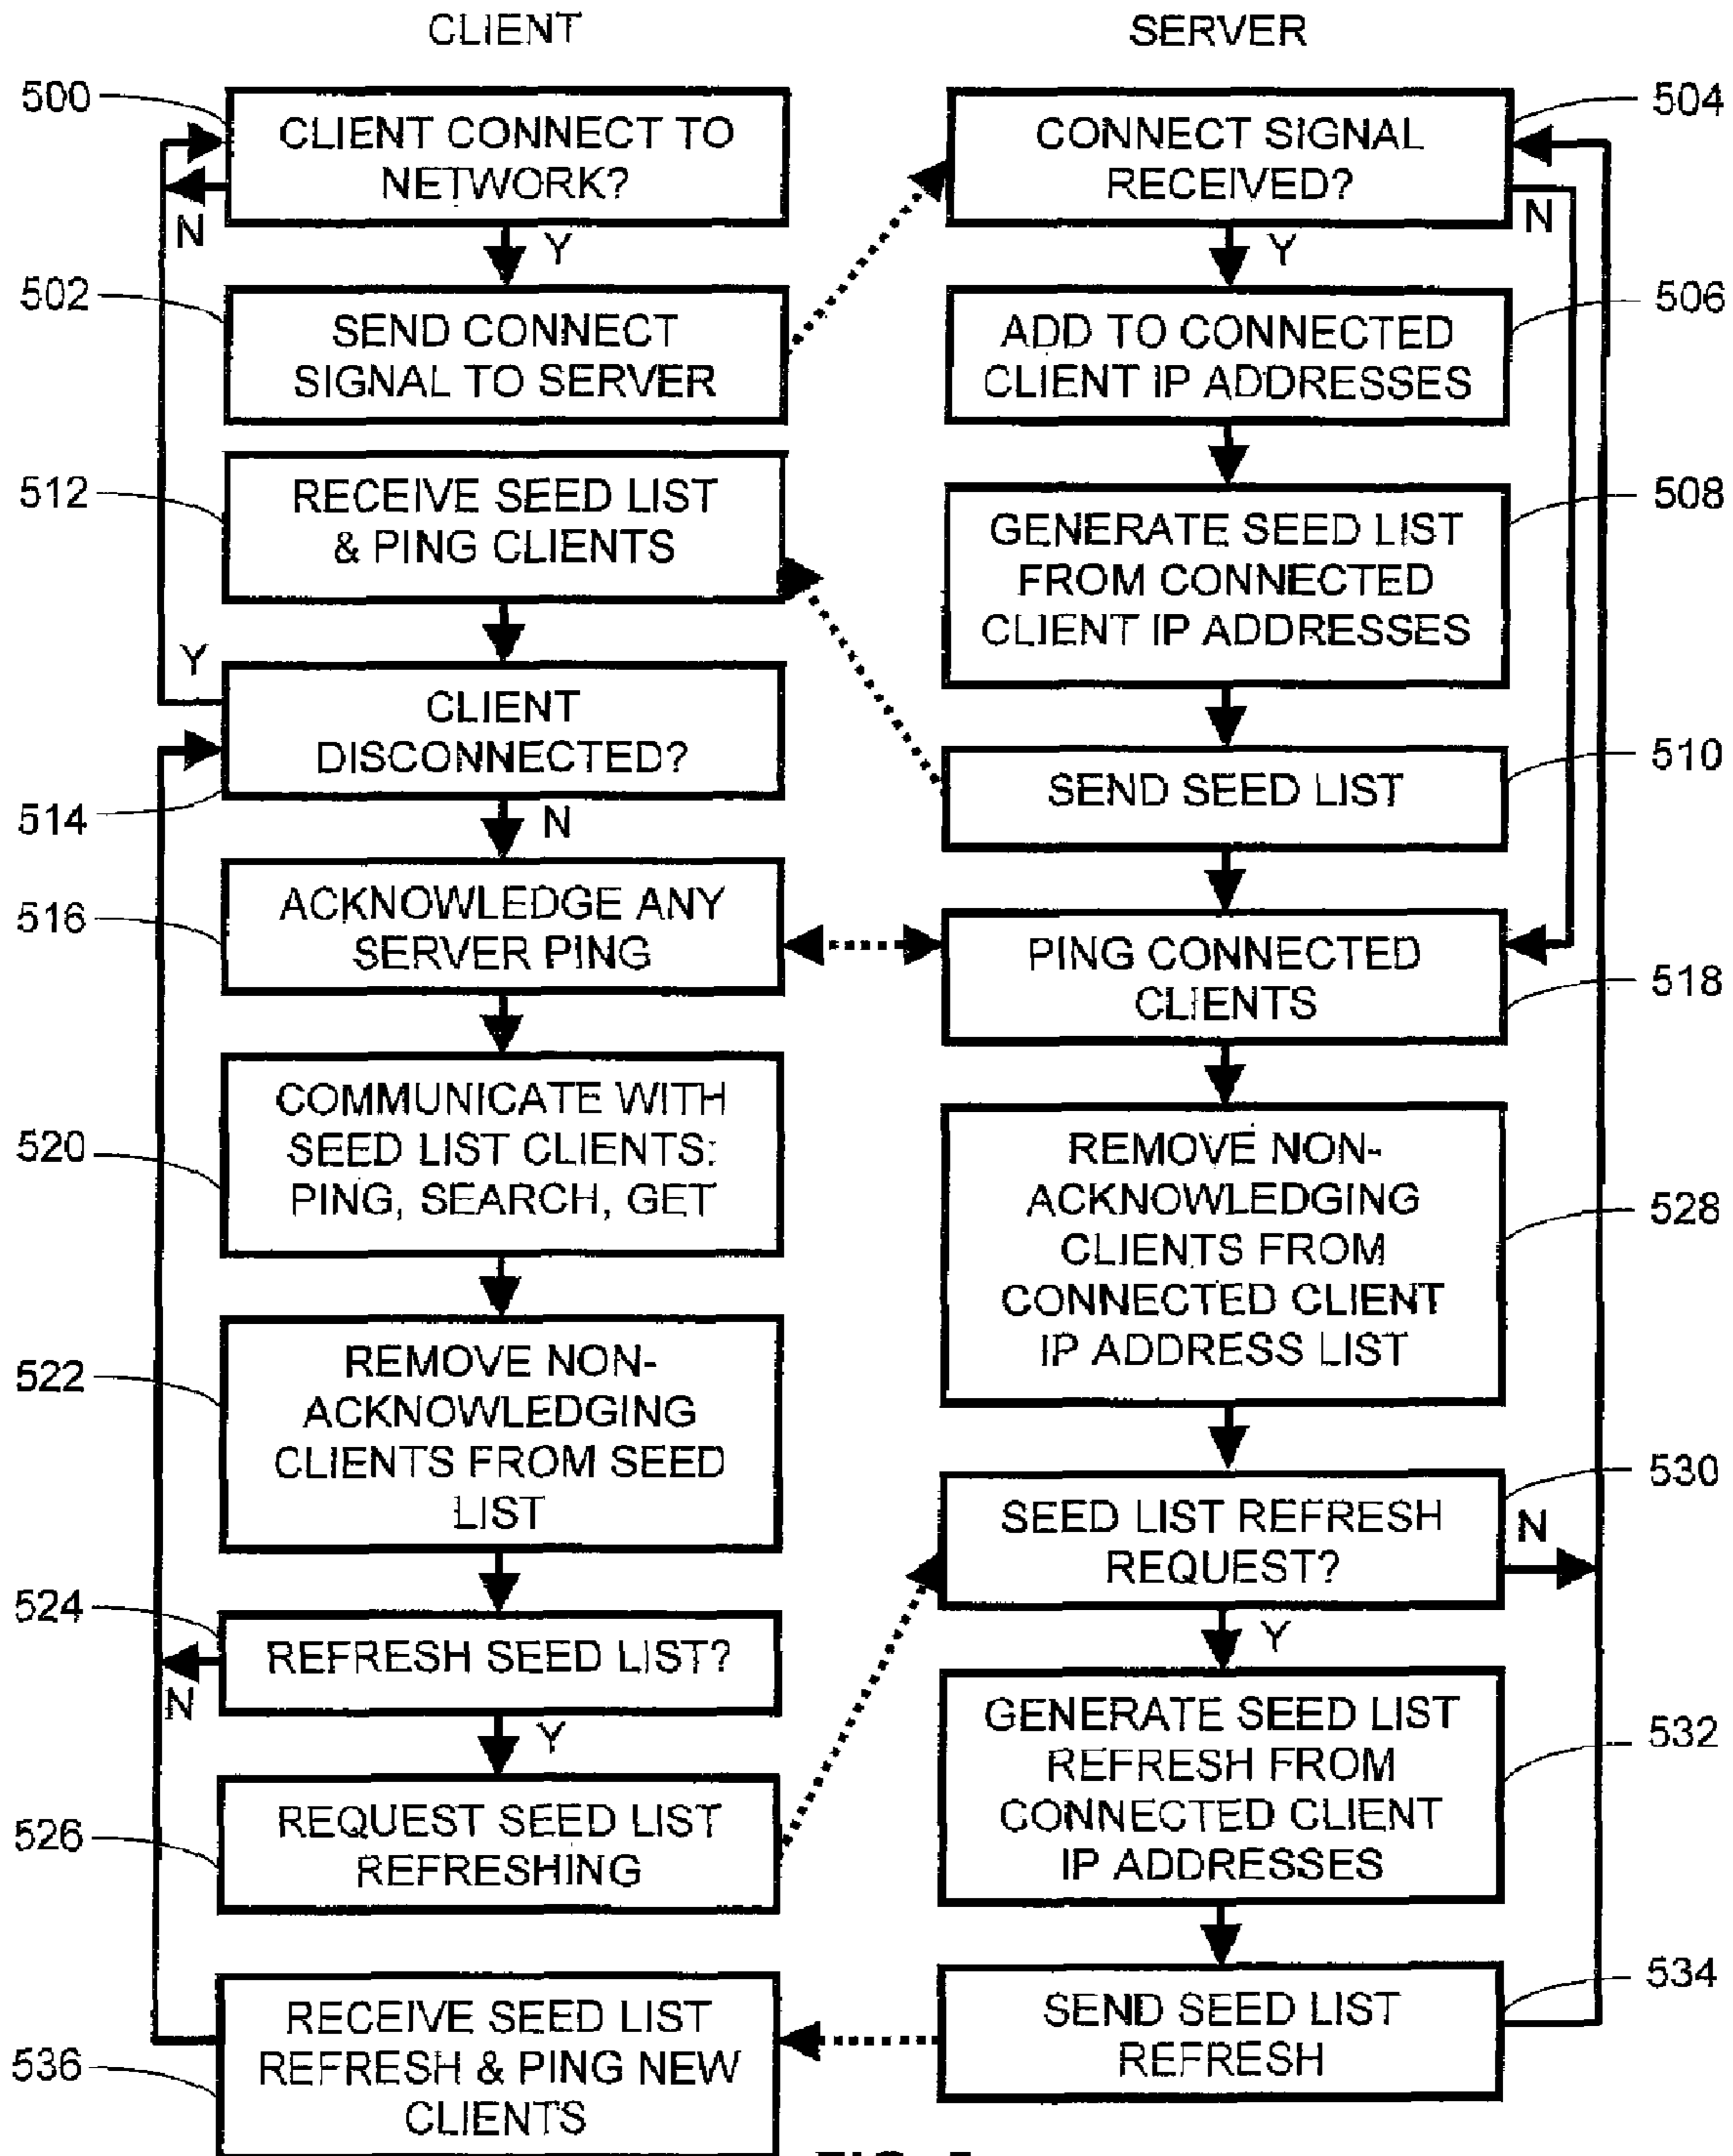 CLIENT
SERVER
500
CLIENT CONNECT TO
NETWORK?
N
Y
502
SEND CONNECT
SIGNAL TO SERVER
512
RECEIVE SEED LIST
& PING CLIENTS
Y
CLIENT
DISCONNECTED?
514
N
516
ACKNOWLEDGE ANY
SERVER PING
520
COMMUNICATE WITH
SEED LIST CLIENTS:
PING, SEARCH, GET
522
REMOVE NON-
ACKNOWLEDGING
CLIENTS FROM SEED
LIST
524
REFRESH SEED LIST?
N
Y
526
REQUEST SEED LIST
REFRESHING
536
RECEIVE SEED LIST
REFRESH & PING NEW
CLIENTS
504
CONNECT SIGNAL
RECEIVED?
N
Y
506
ADD TO CONNECTED
CLIENT IP ADDRESSES
508
GENERATE SEED LIST
FROM CONNECTED
CLIENT IP ADDRESSES
510
SEND SEED LIST
PING CONNECTED
CLIENTS
518
REMOVE NON-
ACKNOWLEDGING
CLIENTS FROM
CONNECTED CLIENT
IP ADDRESS LIST
528
530
SEED LIST REFRESH
REQUEST?
N
Y
GENERATE SEED LIST
REFRESH FROM
CONNECTED CLIENT
IP ADDRESSES
532
534
SEND SEED LIST
REFRESH